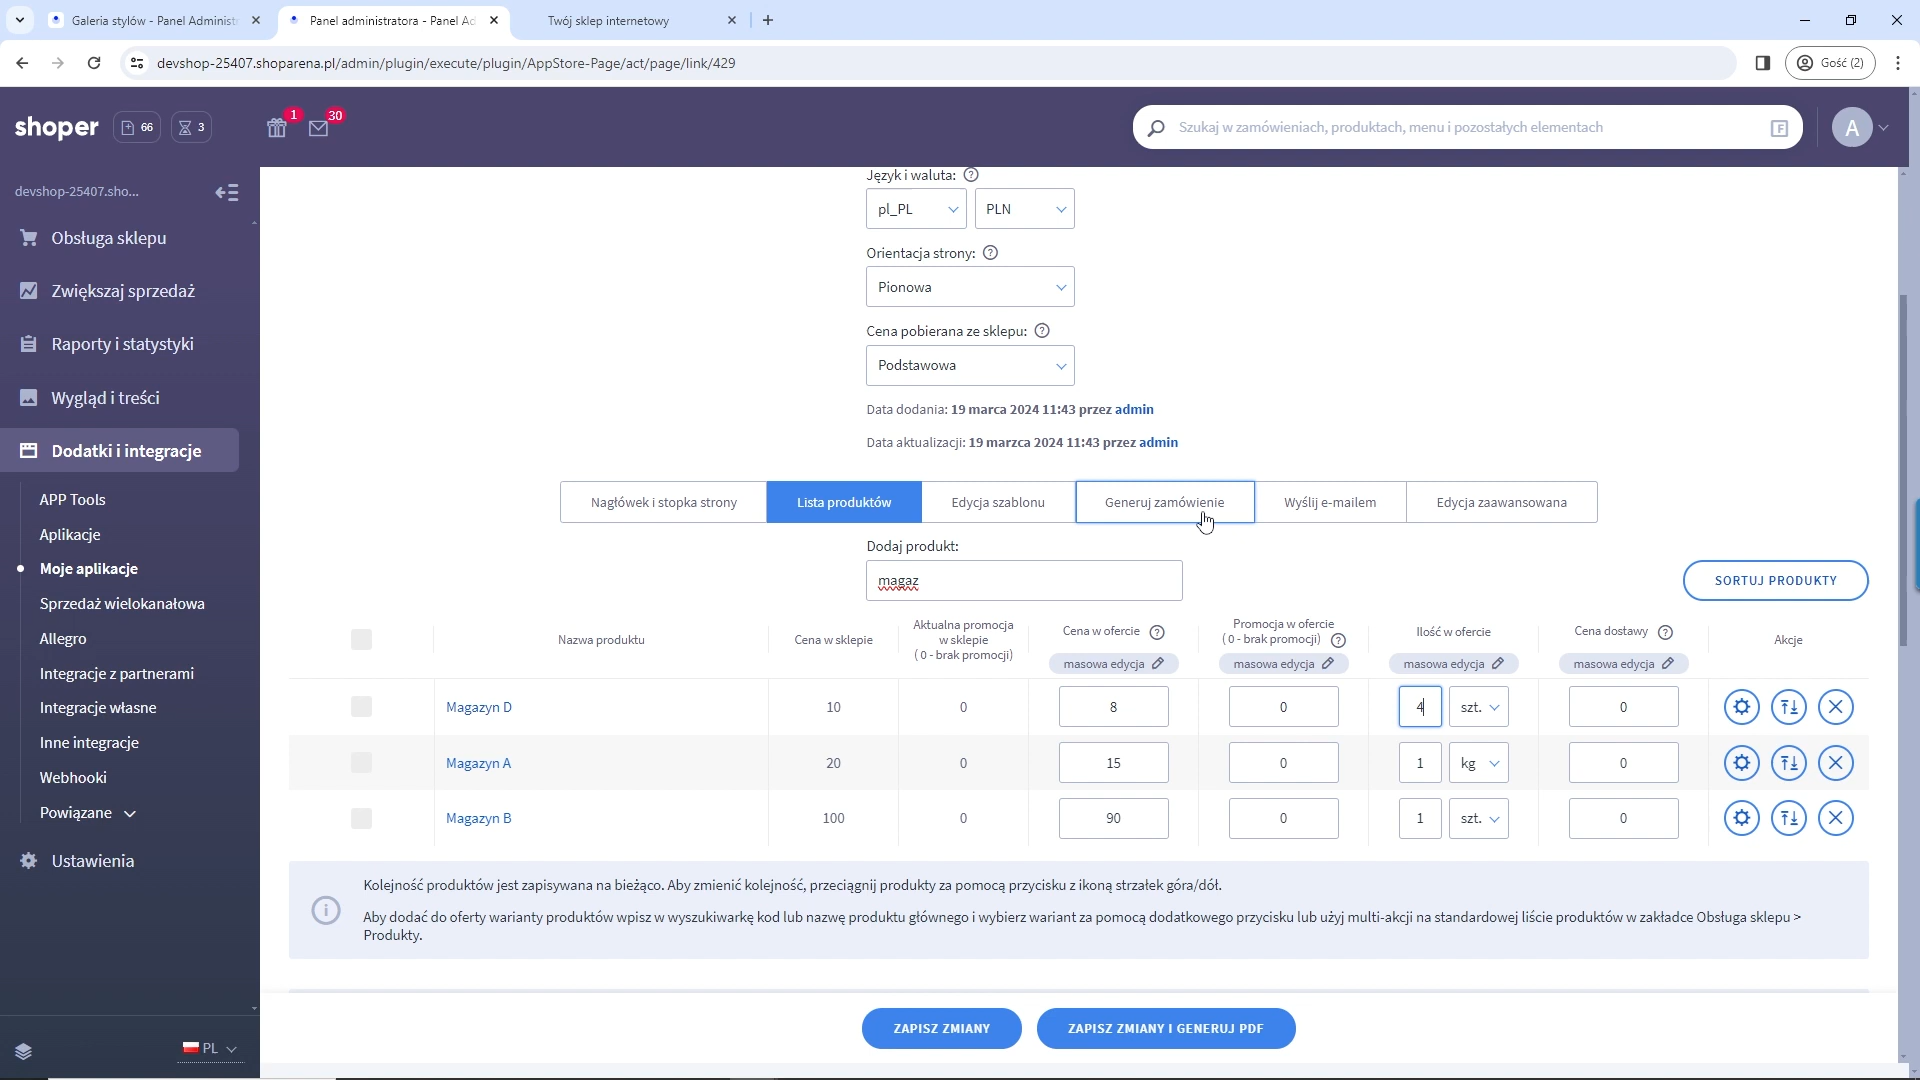 Galeria stylów - Panel Administr
Panel administratora - Panel Ad
Twój sklep internetowy
devshop-25407.shoparena.pl/admin/plugin/execute/plugin/AppStore-Page/act/page/link/429
Gość (2)
shoper
66
3
1
30
Szukaj w zamówieniach, produktach, menu i pozostałych elementach
F
A
devshop-25407.sho...
Obsługa sklepu
Zwiększaj sprzedaż
Raporty i statystyki
Wygląd i treści
Dodatki i integracje
APP Tools
Aplikacje
Moje aplikacje
Sprzedaż wielokanałowa
Allegro
Integracje z partnerami
Integracje własne
Inne integracje
Webhooki
Powiązane
Ustawienia
PL
Język i waluta: ?
pl_PL PLN
Orientacja strony: ?
Pionowa
Cena pobierana ze sklepu: ?
Podstawowa
Data dodania: 19 marca 2024 11:43 przez admin
Data aktualizacji: 19 marzca 2024 11:43 przez admin
Nagłówek i stopka strony Lista produktów Edycja szablonu Generuj zamówienie Wyślij e-mailem Edycja zaawansowana
Dodaj produkt:
magaz
SORTUJ PRODUKTY
Nazwa produktu
Cena w sklepie
Aktualna promocja
w sklepie
( 0 - brak promocji)
Cena w ofercie ?
masowa edycja
Promocja w ofercie
( 0 - brak promocji) ?
masowa edycja
Ilość w ofercie
masowa edycja
Cena dostawy ?
masowa edycja
Akcje
Magazyn D 10 0 8 0 4 szt. 0
Magazyn A 20 0 15 0 1 kg 0
Magazyn B 100 0 90 0 1 szt. 0
Kolejność produktów jest zapisywana na bieżąco. Aby zmienić kolejność, przeciągnij produkty za pomocą przycisku z ikoną strzałek góra/dół.
Aby dodać do oferty warianty produktów wpisz w wyszukiwarkę kod lub nazwę produktu głównego i wybierz wariant za pomocą dodatkowego przycisku lub użyj multi-akcji na standardowej liście produktów w zakładce Obsługa sklepu >
Produkty.
ZAPISZ ZMIANY
ZAPISZ ZMIANY I GENERUJ PDF